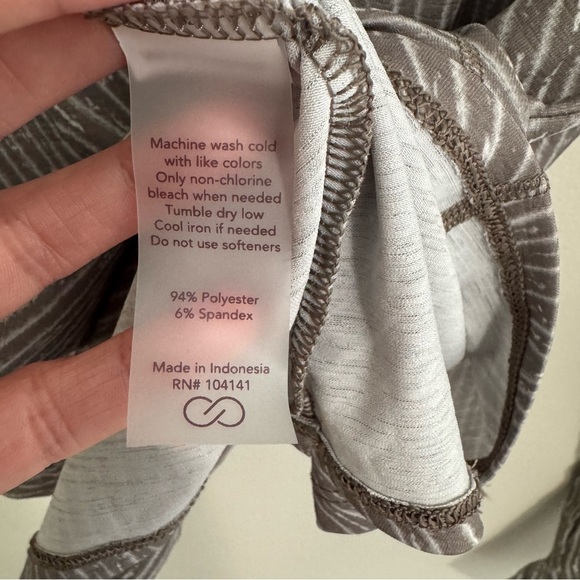 Machine wash cold
with like colors
Only non-chlorine
bleach when needed
Tumble dry low
Cool iron if needed
Do not use softeners
94% Polyester
6% Spandex
Made in Indonesia
RN# 104141